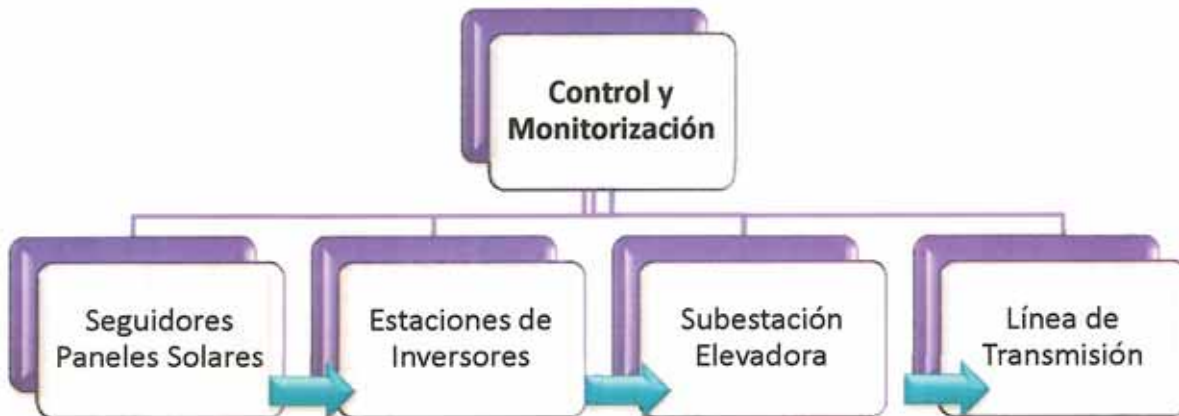 Control y
Monitorización
Seguidores
Paneles Solares
Estaciones de
Inversores
Subestación
Elevadora
Línea de
Transmisión